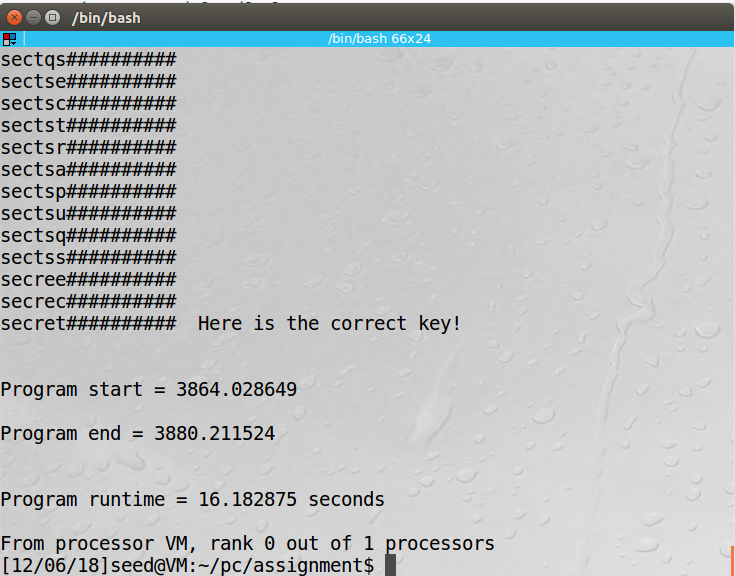 /bin/bash
/bin/bash 66x24
sectqs##########
sectse##########
sectsc##########
sectst##########
sectsr##########
sectsa##########
sectsp##########
sectsu##########
sectsq##########
sectss##########
secree##########
secrec##########
secret##########  Here is the correct key!
Program start = 3864.028649
Program end = 3880.211524
Program runtime = 16.182875 seconds
From processor VM, rank 0 out of 1 processors
[12/06/18]seed@VM:~/pc/assignment$